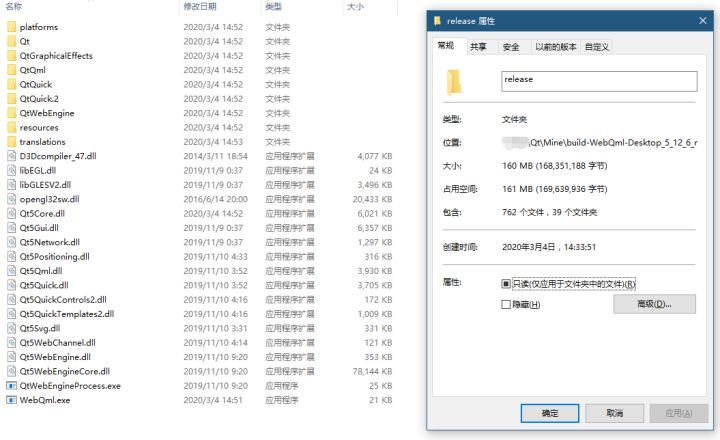 名称 修改日期 类型 大小
platforms 2020/3/4 14:52 文件夹
Qt 2020/3/4 14:52 文件夹
QtGraphicalEffects 2020/3/4 14:52 文件夹
QtQml 2020/3/4 14:52 文件夹
QtQuick 2020/3/4 14:52 文件夹
QtQuick.2 2020/3/4 14:52 文件夹
QtWebEngine 2020/3/4 14:52 文件夹
resources 2020/3/4 14:52 文件夹
translations 2020/3/4 14:53 文件夹
D3Dcompiler_47.dll 2014/3/11 18:54 应用程序扩展 4,077 KB
libEGL.dll 2019/11/9 0:37 应用程序扩展 24 KB
libGLESV2.dll 2019/11/9 0:37 应用程序扩展 3,496 KB
opengl32sw.dll 2016/6/14 20:00 应用程序扩展 20,433 KB
Qt5Core.dll 2020/3/4 14:52 应用程序扩展 6,021 KB
Qt5Gui.dll 2019/11/9 0:37 应用程序扩展 6,357 KB
Qt5Network.dll 2019/11/9 0:37 应用程序扩展 1,297 KB
Qt5Positioning.dll 2019/11/10 4:33 应用程序扩展 316 KB
Qt5Qml.dll 2019/11/10 3:52 应用程序扩展 3,930 KB
Qt5Quick.dll 2019/11/10 3:52 应用程序扩展 3,705 KB
Qt5QuickControls2.dll 2019/11/10 4:16 应用程序扩展 172 KB
Qt5QuickTemplates2.dll 2019/11/10 4:16 应用程序扩展 1,009 KB
Qt5Svg.dll 2019/11/10 3:31 应用程序扩展 331 KB
Qt5WebChannel.dll 2019/11/10 4:14 应用程序扩展 121 KB
Qt5WebEngine.dll 2019/11/10 9:20 应用程序扩展 353 KB
Qt5WebEngineCore.dll 2019/11/10 9:20 应用程序扩展 78,144 KB
QtWebEngineProcess.exe 2019/11/10 9:20 应用程序 25 KB
WebQml.exe 2020/3/4 14:51 应用程序 21 KB
release 属性
常规 共享 安全 以前的版本 自定义
release
类型: 文件夹
位置: \Qt\Mine\build-WebQml-Desktop_5_12_6_r
大小: 160 MB (168,351,188 字节)
占用空间: 161 MB (169,639,936 字节)
包含: 762 个文件，39 个文件夹
创建时间: 2020年3月4日，14:33:51
属性: 只读(仅应用于文件夹中的文件)(R)
隐藏(H) 高级(D)...
确定 取消 应用(A)